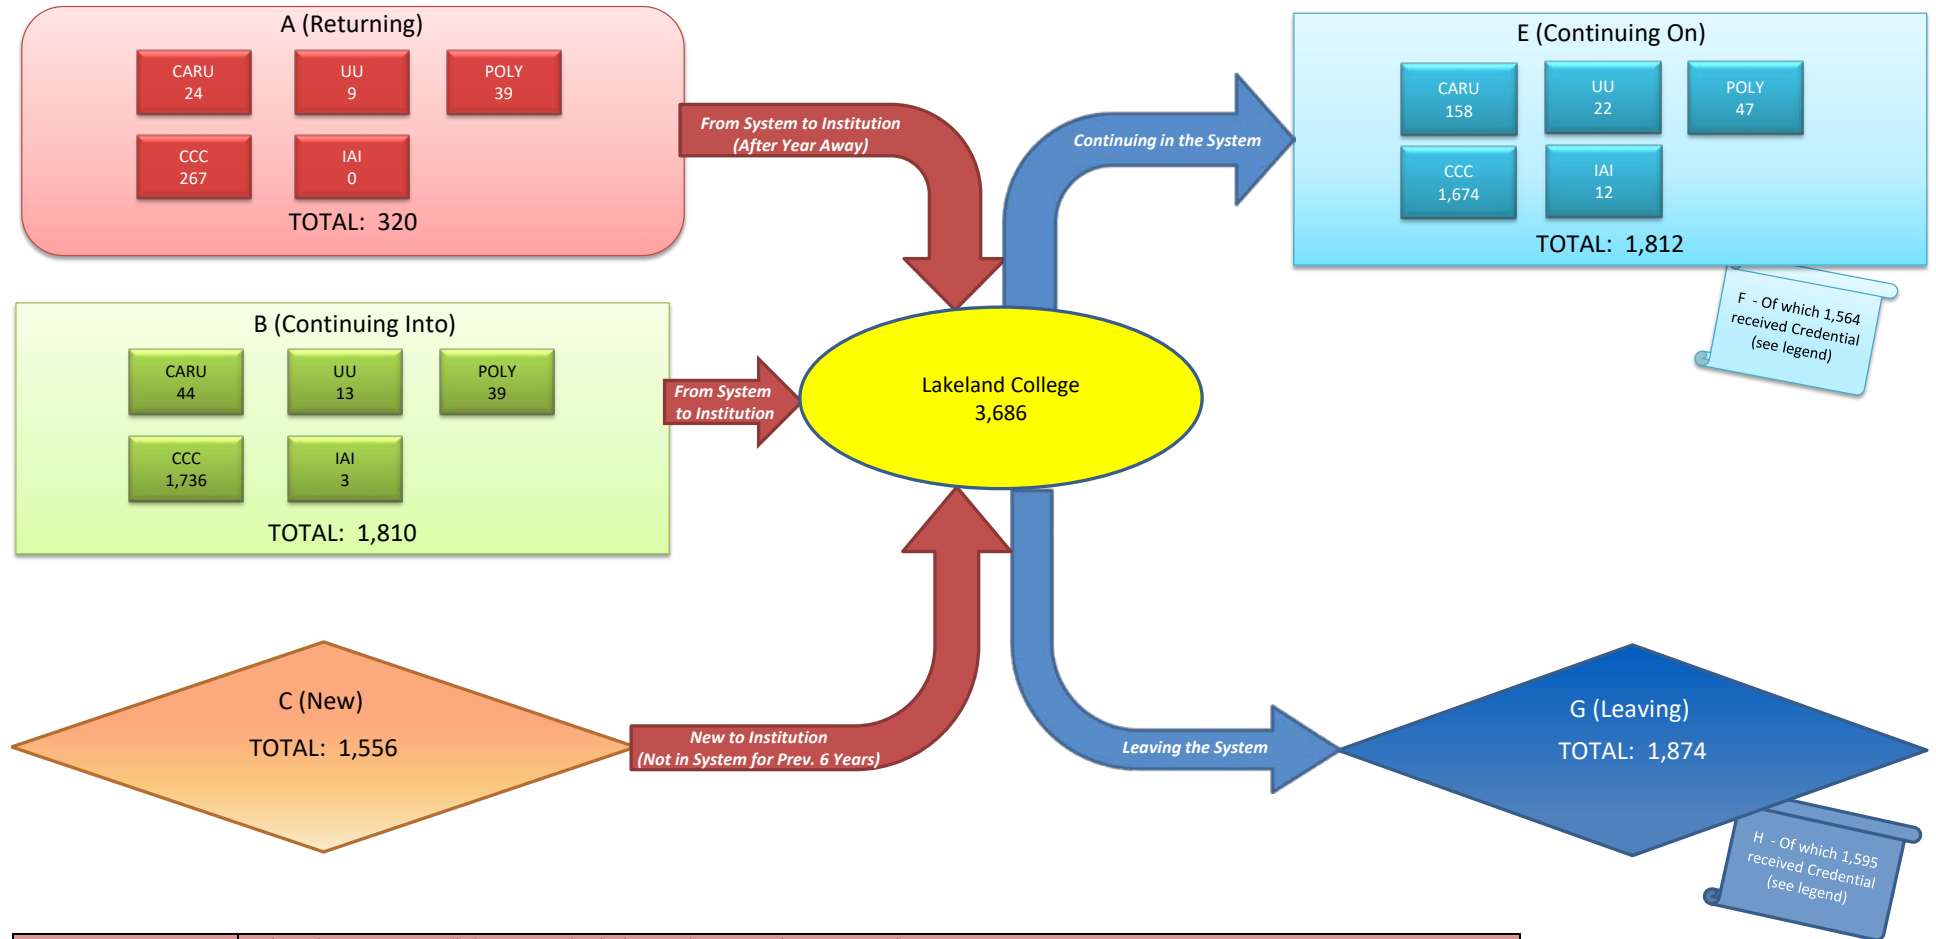 A (Returning)
CARU
24
UU
9
POLY
39
CCC
267
IAI
0
TOTAL: 320
From System to Institution
(After Year Away)
B (Continuing Into)
CARU
44
UU
13
POLY
39
CCC
1,736
IAI
3
TOTAL: 1,810
From System
to Institution
C (New)
TOTAL: 1,556
New to Institution
(Not in System for Prev. 6 Years)
Lakeland College
3,686
Continuing in the System
E (Continuing On)
CARU
158
UU
22
POLY
47
CCC
1,674
IAI
12
TOTAL: 1,812
F - Of which 1,564
received Credential
(see legend)
Leaving the System
G (Leaving)
TOTAL: 1,874
H - Of which 1,595
received Credential
(see legend)